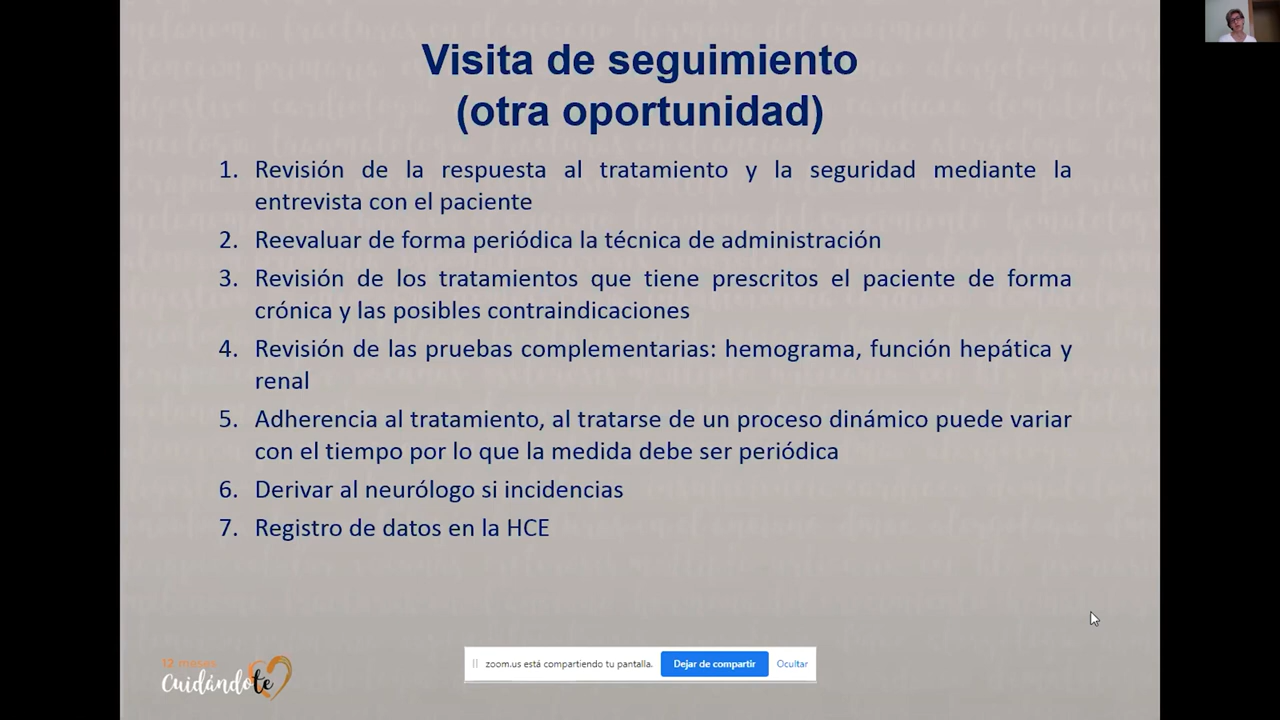 Visita de seguimiento
(otra oportunidad)
1. Revisión de la respuesta al tratamiento y la seguridad mediante la
entrevista con el paciente
2. Reevaluar de forma periódica la técnica de administración
3. Revisión de los tratamientos que tiene prescritos el paciente de forma
crónica y las posibles contraindicaciones
4. Revisión de las pruebas complementarias: hemograma, función hepática y
renal
5. Adherencia al tratamiento, al tratarse de un proceso dinámico puede variar
con el tiempo por lo que la medida debe ser periódica
6. Derivar al neurólogo si incidencias
7. Registro de datos en la HCE
12 meses
Cuidándote
zoom.us está compartiendo tu pantalla. Dejar de compartir Ocultar